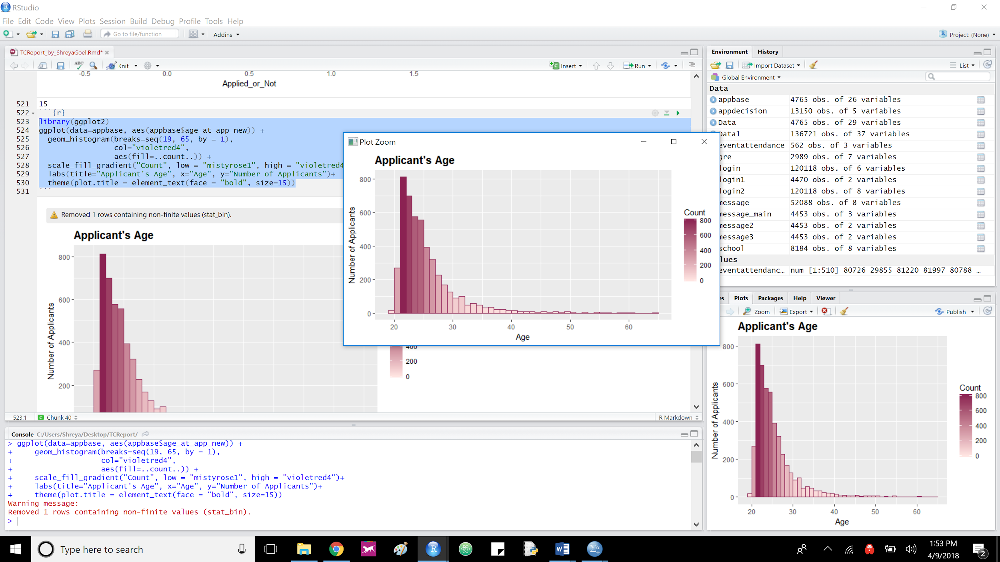 RStudio
File Edit Code View Plots Session Build Debug Profile Tools Help
Go to file/function
Addins
Project: (None)
TCReport_by_ShreyaGoel.Rmd*
ABC
Knit
Insert
Run
-0.5 0.0 0.5 1.0 1.5
Applied_or_Not
521 15
522 ```{r}
523 library(ggplot2)
524 ggplot(data=appbase, aes(appbase$age_at_app_new)) +
525 geom_histogram(breaks=seq(19, 65, by = 1),
526 col="violetred4",
527 aes(fill=..count..)) +
528 scale_fill_gradient("Count", low = "mistyrose1", high = "violetred4
529 labs(title="Applicant's Age", x="Age", y="Number of Applicants")+
530 theme(plot.title = element_text(face = "bold", size=15))
531 ```
Removed 1 rows containing non-finite values (stat_bin).
Applicant's Age
800
600
400
200
Number of Applicants
400
200
0
523:1 Chunk 40 R Markdown
Plot Zoom
Applicant's Age
800
600
400
200
0
Number of Applicants
20 30 40 50 60
Age
Count
800
600
400
200
0
Console C:/Users/Shreya/Desktop/TCReport/
> ggplot(data=appbase, aes(appbase$age_at_app_new)) +
+ geom_histogram(breaks=seq(19, 65, by = 1),
+ col="violetred4",
+ aes(fill=..count..)) +
+ scale_fill_gradient("Count", low = "mistyrose1", high = "violetred4")+
+ labs(title="Applicant's Age", x="Age", y="Number of Applicants")+
+ theme(plot.title = element_text(face = "bold", size=15))
Warning message:
Removed 1 rows containing non-finite values (stat_bin).
>
Environment History
Import Dataset
List
Global Environment
Data
appbase 4765 obs. of 26 variables
appdecision 13150 obs. of 5 variables
Data 4765 obs. of 29 variables
Data1 136721 obs. of 37 variables
eventattendance 562 obs. of 3 variables
gre 2989 obs. of 7 variables
login 120118 obs. of 6 variables
login1 4470 obs. of 2 variables
login2 120118 obs. of 8 variables
message 52088 obs. of 8 variables
message_main 4453 obs. of 3 variables
message2 4453 obs. of 2 variables
message3 4453 obs. of 2 variables
school 8184 obs. of 8 variables
lues
eventattendanc… num [1:510] 80726 29855 81220 81997 80788 …
es Plots Packages Help Viewer
Zoom Export Publish
Applicant's Age
800
600
400
200
0
Number of Applicants
20 30 40 50 60
Age
Count
800
600
400
200
0
Type here to search
1:53 PM
4/9/2018
2